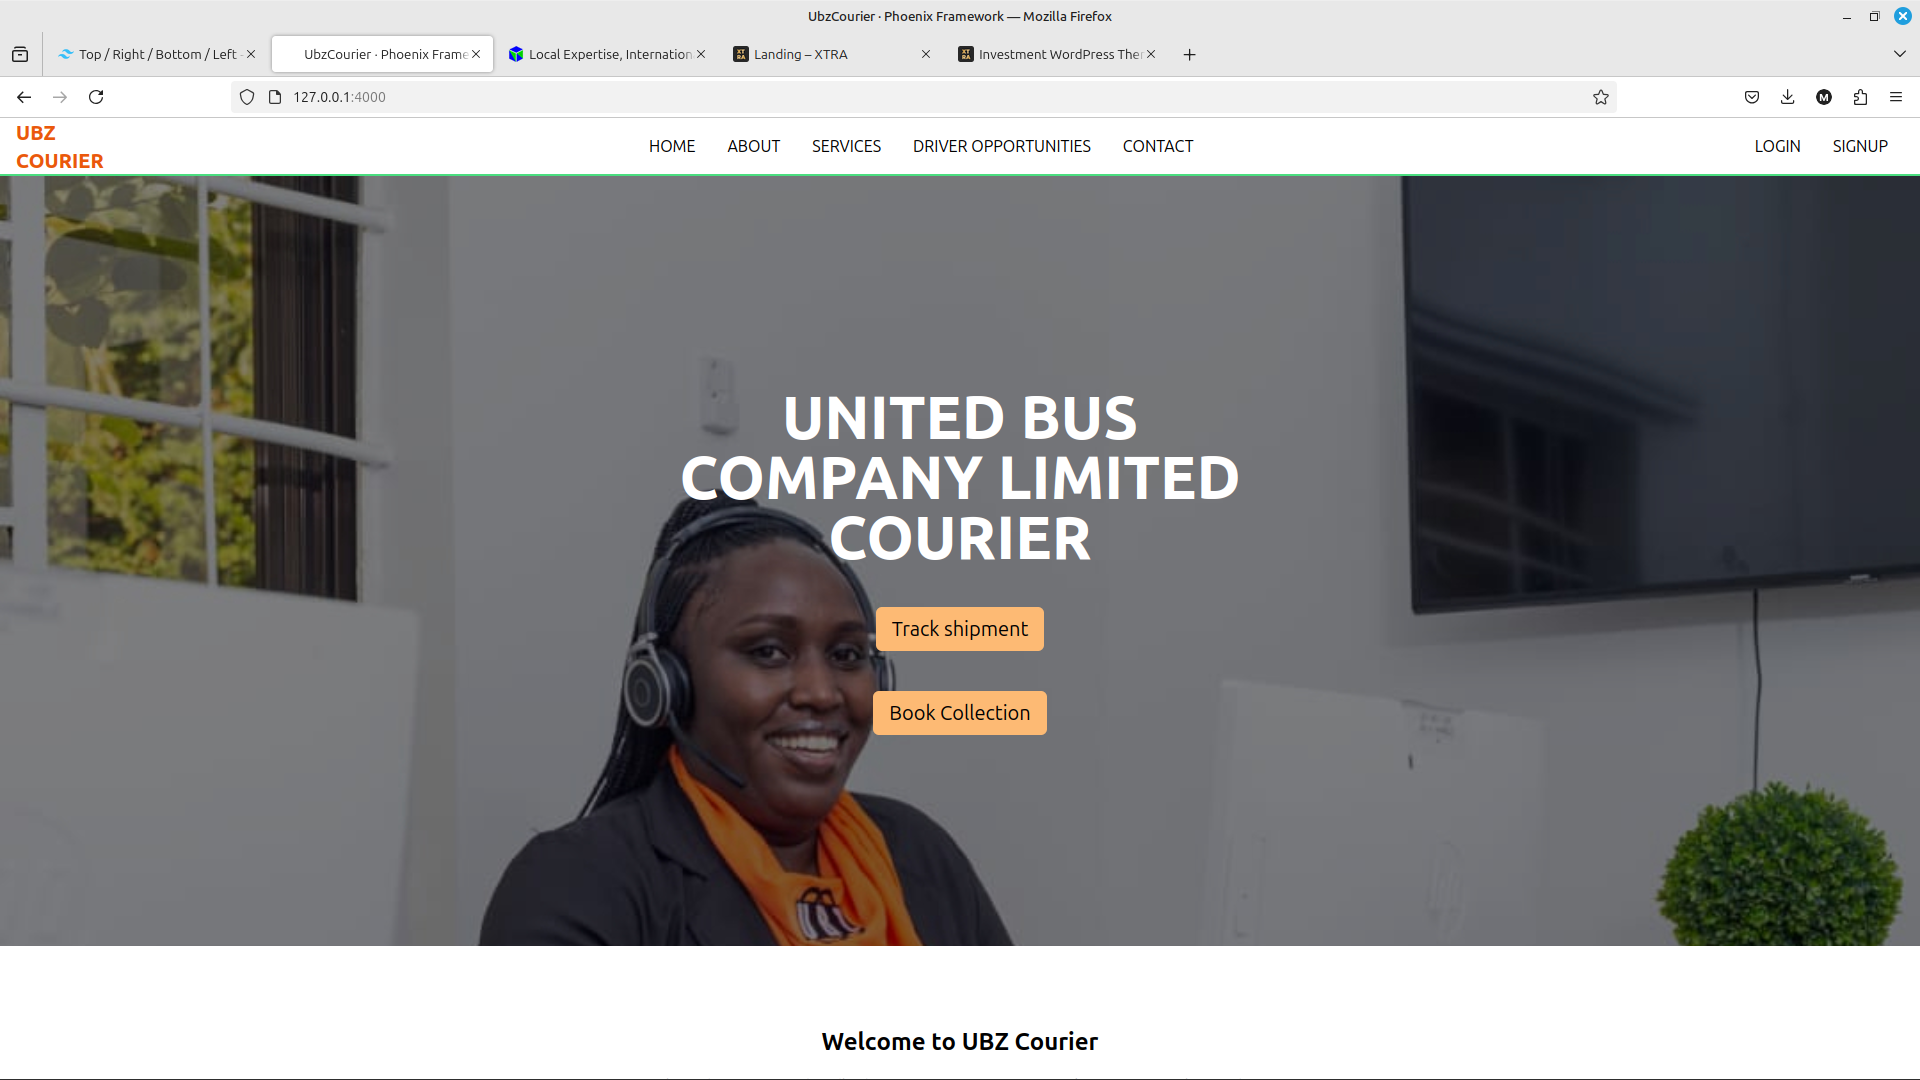 UbzCourier · Phoenix Framework — Mozilla Firefox
Top / Right / Bottom / Left -
UbzCourier · Phoenix Frame
Local Expertise, Internation
Landing – XTRA
Investment WordPress The
127.0.0.1:4000
UBZ
COURIER
HOME
ABOUT
SERVICES
DRIVER OPPORTUNITIES
CONTACT
LOGIN
SIGNUP
UNITED BUS
COMPANY LIMITED
COURIER
Track shipment
Book Collection
Welcome to UBZ Courier